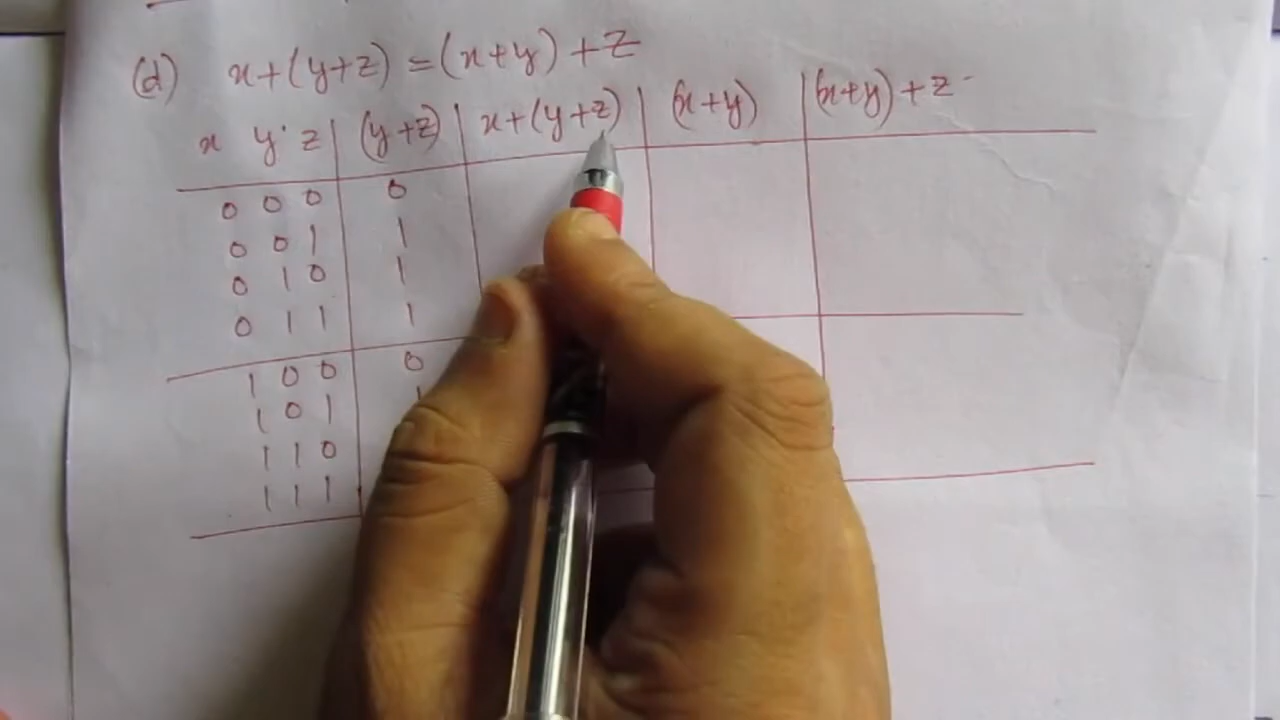 (d) x+(y+z) = (x+y) + z
x y z (y+z) x+(y+z) (x+y) (x+y) + z
0 0 0 0
0 0 1 1
0 1 0 1
0 1 1 1
1 0 0 0
1 0 1
1 1 0
1 1 1